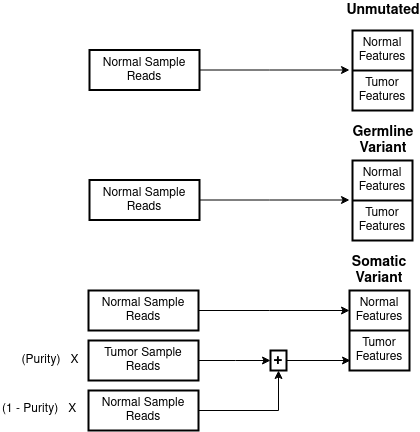 Unmutated
Normal Sample
Reads
Normal
Features
Tumor
Features
Germline
Variant
Normal Sample
Reads
Normal
Features
Tumor
Features
Somatic
Variant
Normal Sample
Reads
Normal
Features
(Purity) X
Tumor Sample
Reads
+
Tumor
Features
(1 - Purity) X
Normal Sample
Reads